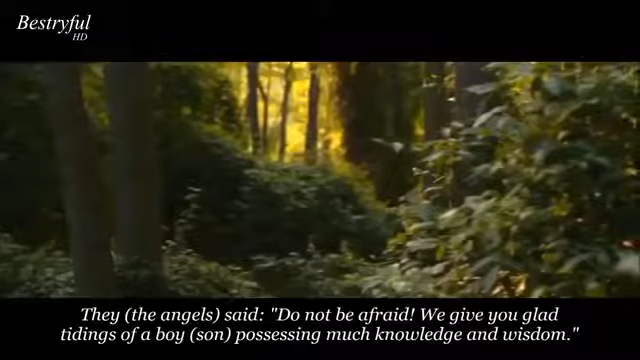 Bestryful
HD
They (the angels) said: "Do not be afraid! We give you glad
tidings of a boy (son) possessing much knowledge and wisdom."